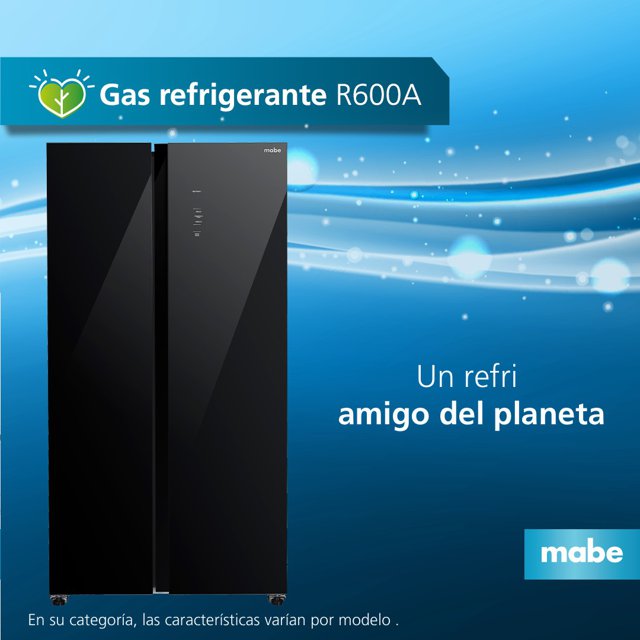 Gas refrigerante R600A
mabe
Un refri
amigo del planeta
mabe
En su categoría, las características varían por modelo .